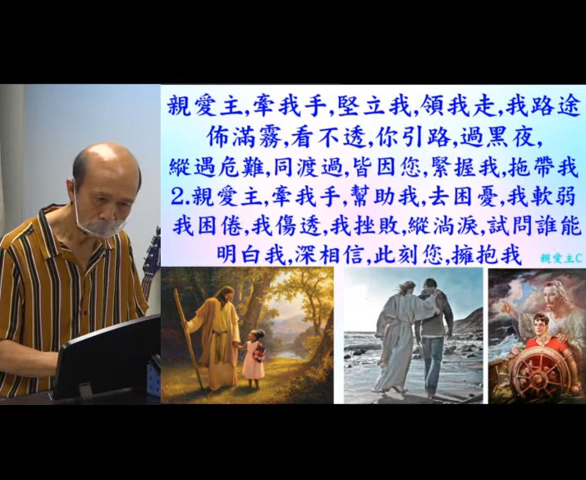 親愛主,牽我手,堅立我,領我走,我路途
佈滿霧,看不透,你引路,過黑夜,
縱遇危難,同渡過,皆因您,緊握我,拖帶我
2.親愛主,牽我手,幫助我,去困憂,我軟弱
我困倦,我傷透,我挫敗,縱淌淚,試問誰能
明白我,深相信,此刻您,擁抱我
親愛主C